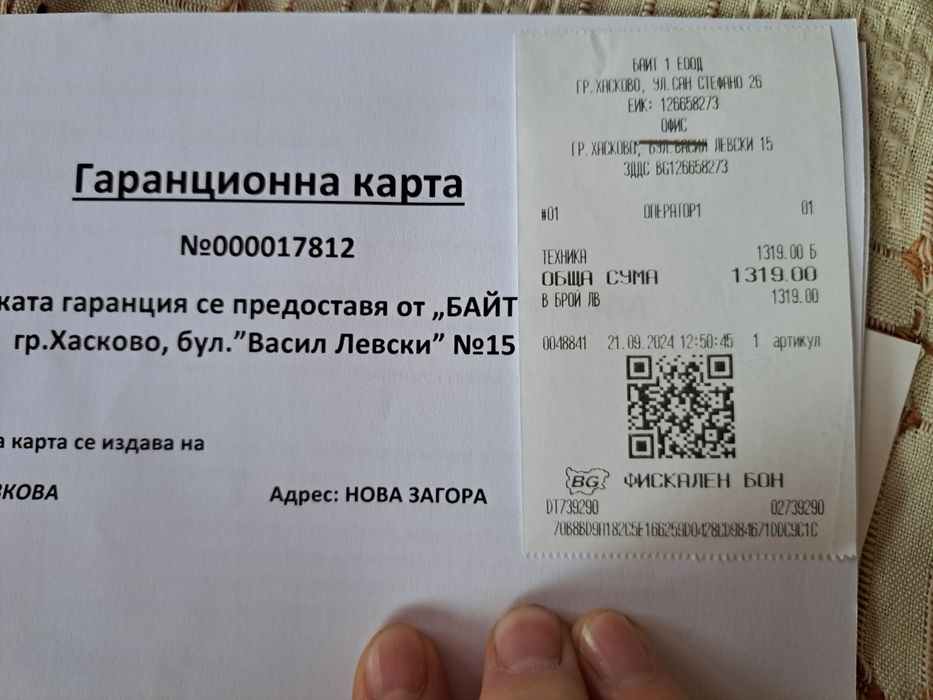 Гаранционна карта
№000017812
ката гаранция се предоставя от „БАЙТ
гр.Хасково, бул.”Васил Левски” №15
а карта се издава на
КОВА
Адрес: НОВА ЗАГОРА
БАЙТ 1 ЕООД
ГР.ХАСКОВО, УЛ.САН СТЕФАНО 26
ЕИК: 126658273
ОФИС
ГР.ХАСКОВО, БУЛ.ВАСИЛ ЛЕВСКИ 15
ЗДДС BG126658273
#01 ОПЕРАТОР1 01
ТЕХНИКА 1319.00 Б
ОБЩА СУМА 1319.00
В БРОЙ ЛВ 1319.00
0048841 21.09.2024 12:50:45 1 артикул
BG ФИСКАЛЕН БОН
DT739290 02739290
70B8BD9A182C5E166259D0428CD984671DDC9C1C